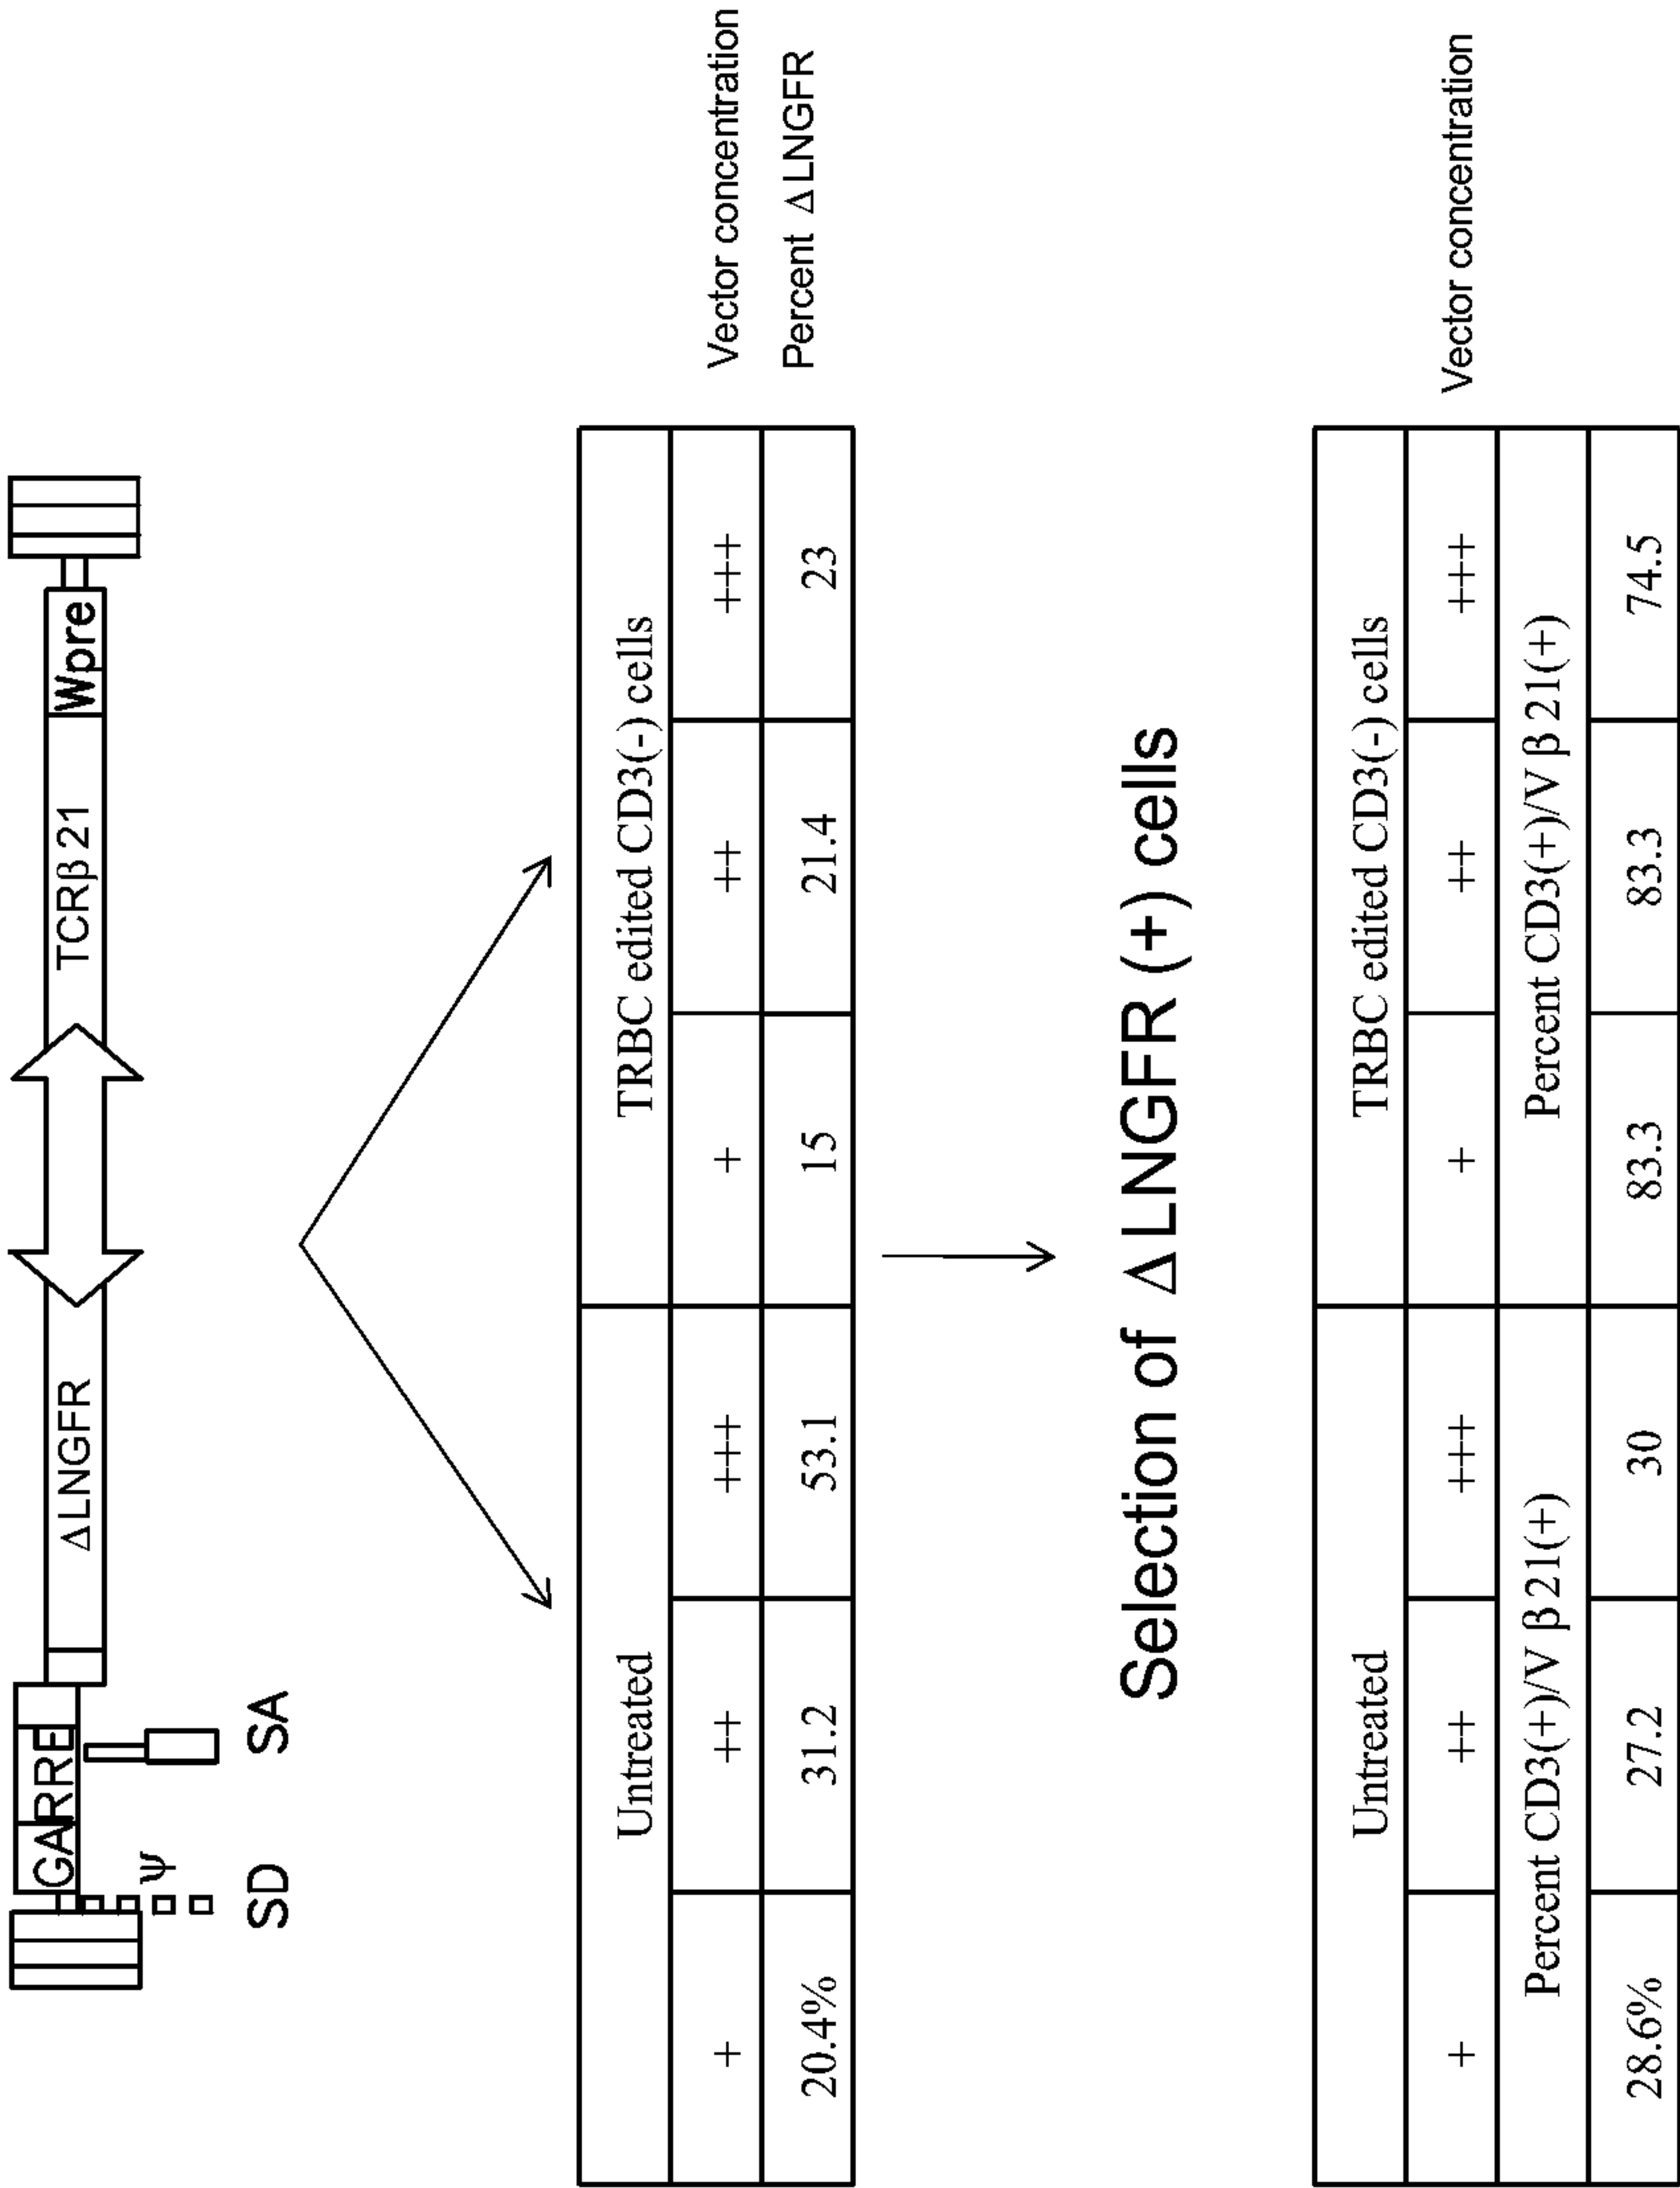 GA RRE ΔLNGFR TCRβ 21 Wpre
Ψ
SD SA
Untreated TRBC edited CD3(-) cells
+ ++ +++ + ++ +++ Vector concentration
20.4% 31.2 53.1 15 21.4 23 Percent ΔLNGFR
Selection of ΔLNGFR (+) cells
Untreated TRBC edited CD3(-) cells
+ ++ +++ + ++ +++ Vector concentration
Percent CD3(+)/V β 21(+) Percent CD3(+)/V β 21(+)
28.6% 27.2 30 83.3 83.3 74.5